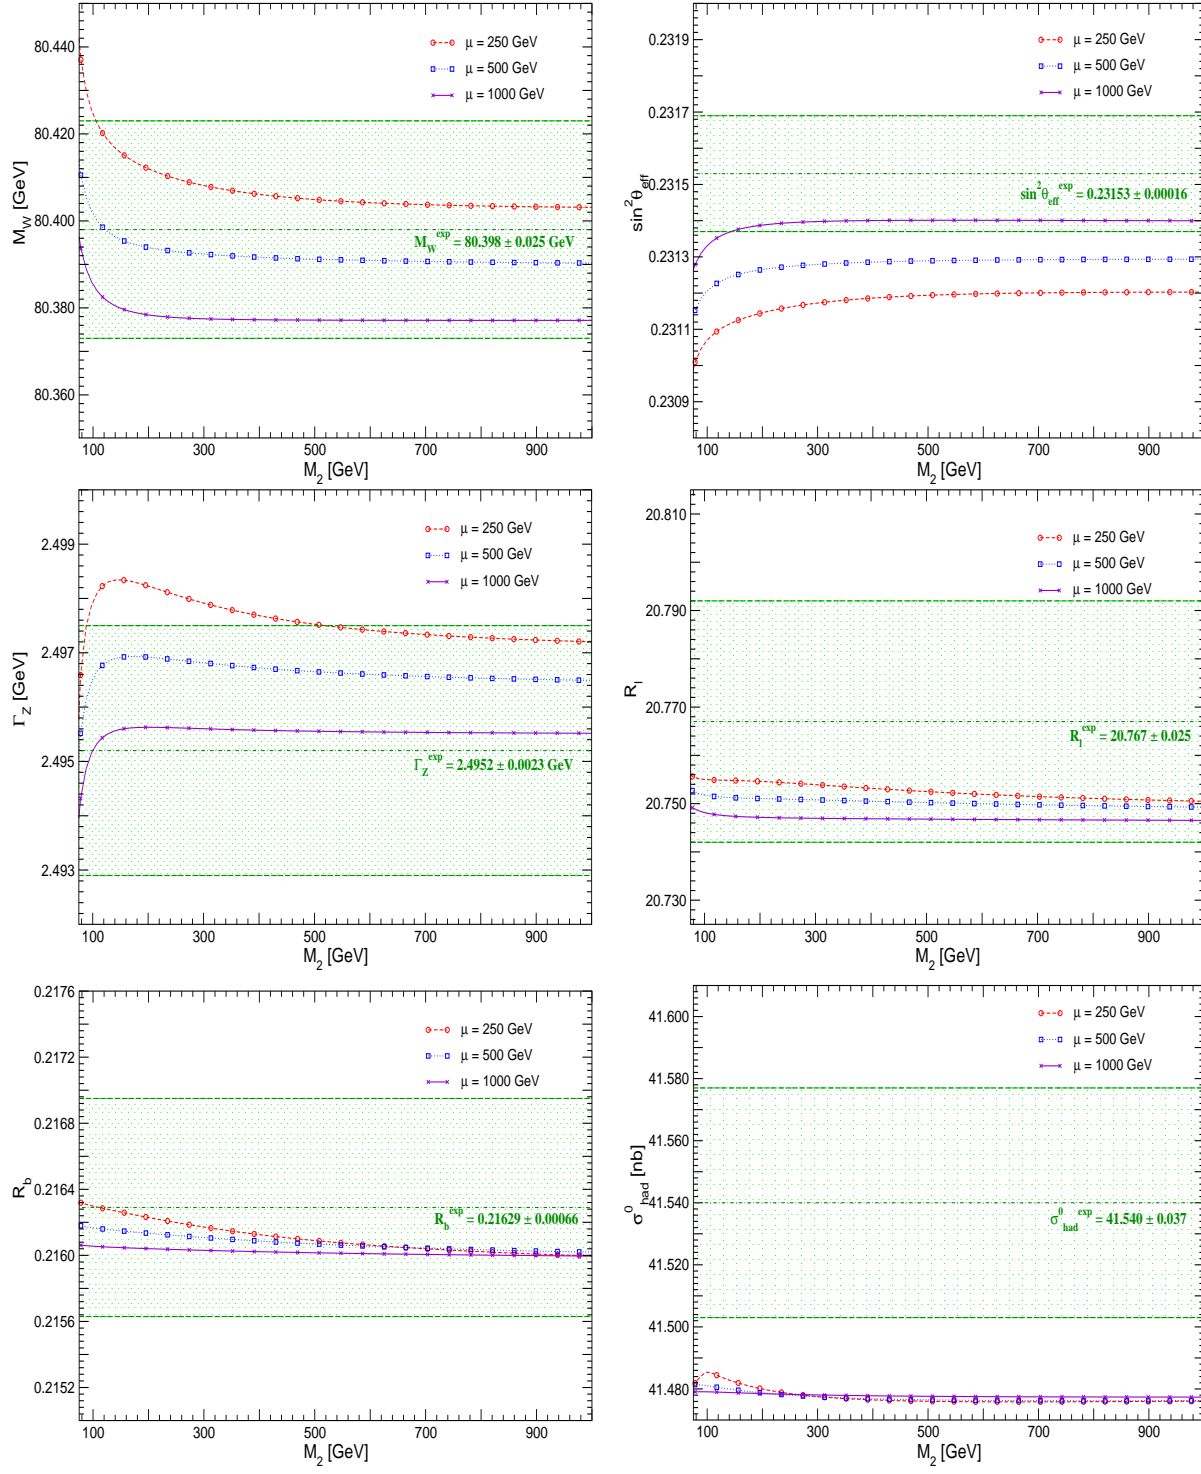 μ = 250 GeV
μ = 500 GeV
μ = 1000 GeV
80.440
80.420
80.400
80.380
80.360
M_W [GeV]
M_W^exp = 80.398 ± 0.025 GeV
100 300 500 700 900
M_2 [GeV]
μ = 250 GeV
μ = 500 GeV
μ = 1000 GeV
0.2319
0.2317
0.2315
0.2313
0.2311
0.2309
sin^2 θ_eff
sin^2 θ_eff^exp = 0.23153 ± 0.00016
100 300 500 700 900
M_2 [GeV]
μ = 250 GeV
μ = 500 GeV
μ = 1000 GeV
2.499
2.497
2.495
2.493
Γ_Z [GeV]
Γ_Z^exp = 2.4952 ± 0.0023 GeV
100 300 500 700 900
M_2 [GeV]
μ = 250 GeV
μ = 500 GeV
μ = 1000 GeV
20.810
20.790
20.770
20.750
20.730
R_l
R_l^exp = 20.767 ± 0.025
100 300 500 700 900
M_2 [GeV]
μ = 250 GeV
μ = 500 GeV
μ = 1000 GeV
0.2176
0.2172
0.2168
0.2164
0.2160
0.2156
0.2152
R_b
R_b^exp = 0.21629 ± 0.00066
100 300 500 700 900
M_2 [GeV]
μ = 250 GeV
μ = 500 GeV
μ = 1000 GeV
41.600
41.580
41.560
41.540
41.520
41.500
41.480
σ^0_had [nb]
σ^0_had^exp = 41.540 ± 0.037
100 300 500 700 900
M_2 [GeV]